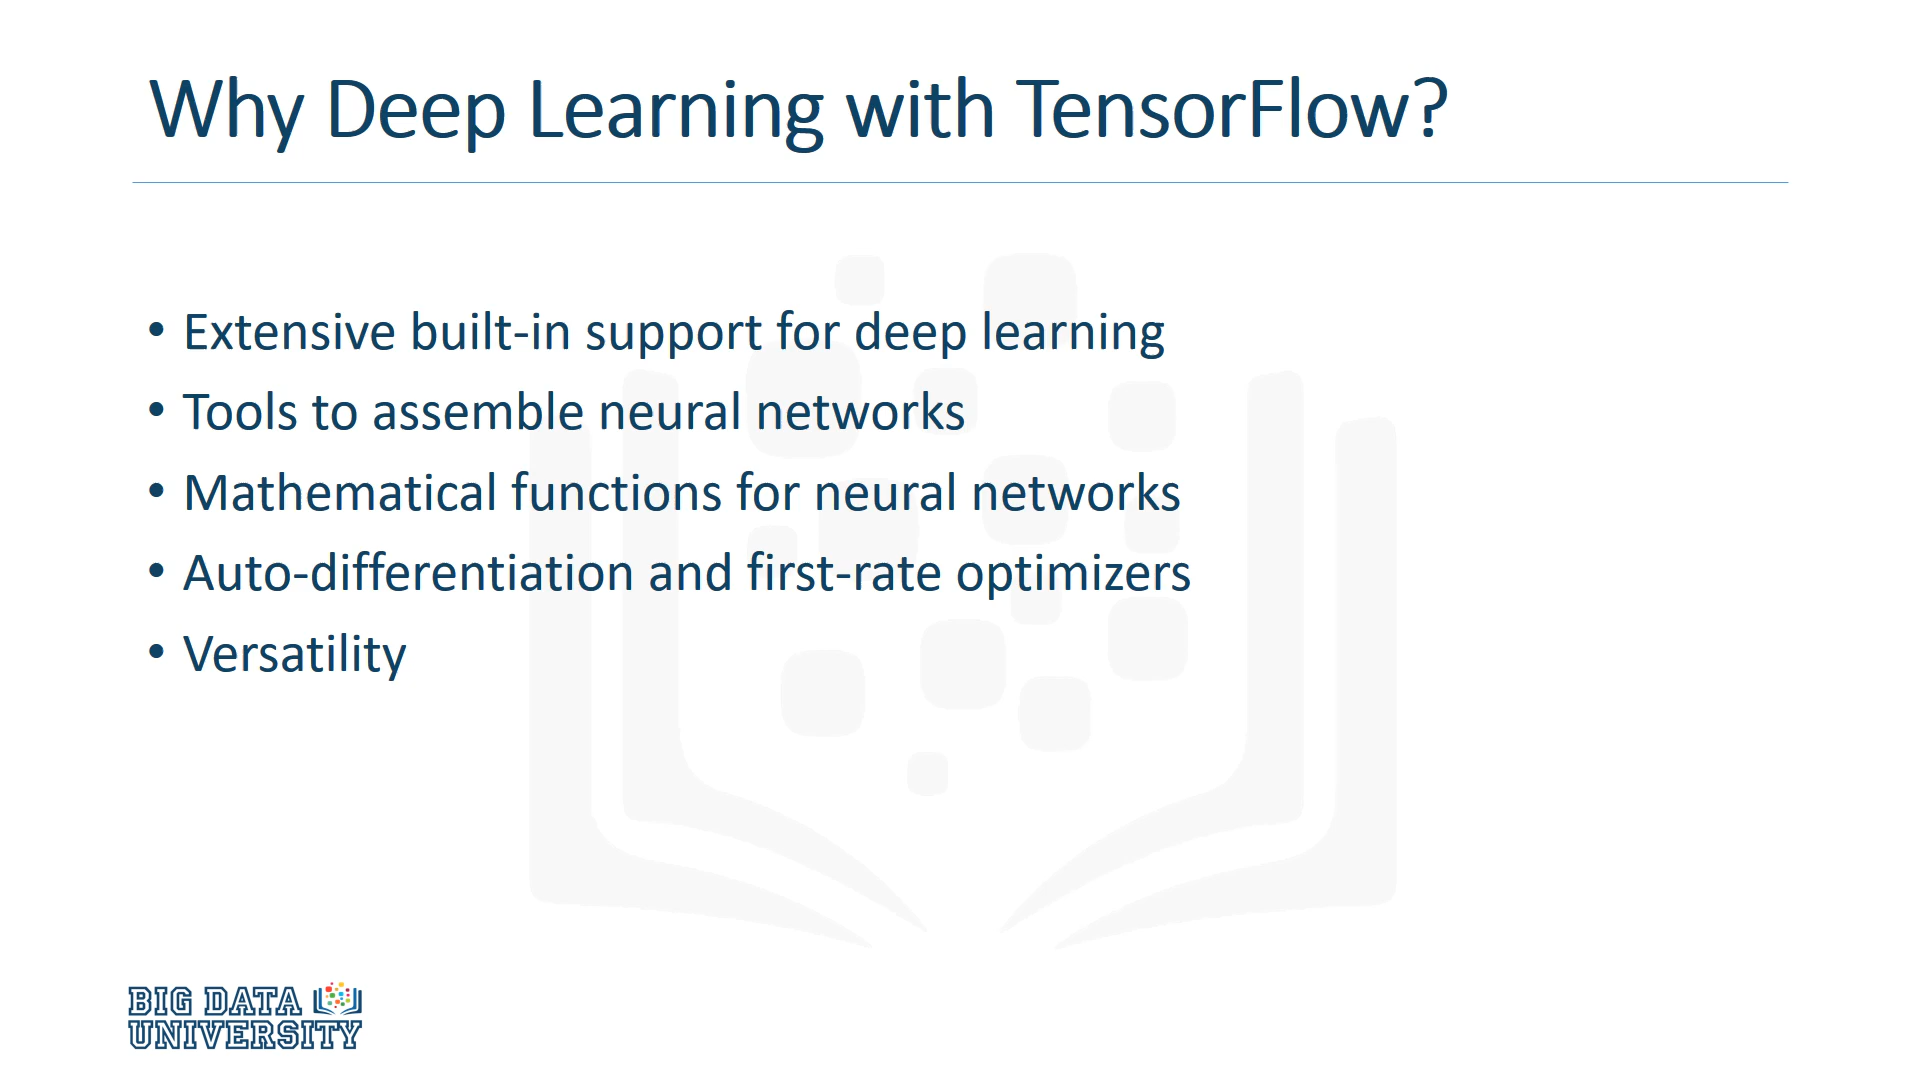 Why Deep Learning with TensorFlow?
• Extensive built-in support for deep learning
• Tools to assemble neural networks
• Mathematical functions for neural networks
• Auto-differentiation and first-rate optimizers
• Versatility
BIG DATA
UNIVERSITY